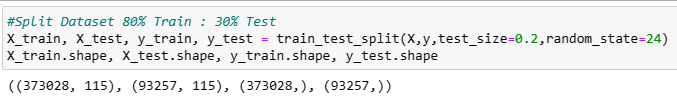 #Split Dataset 80% Train : 30% Test
X_train, X_test, y_train, y_test = train_test_split(X,y,test_size=0.2,random_state=24)
X_train.shape, X_test.shape, y_train.shape, y_test.shape
((373028, 115), (93257, 115), (373028,), (93257,))